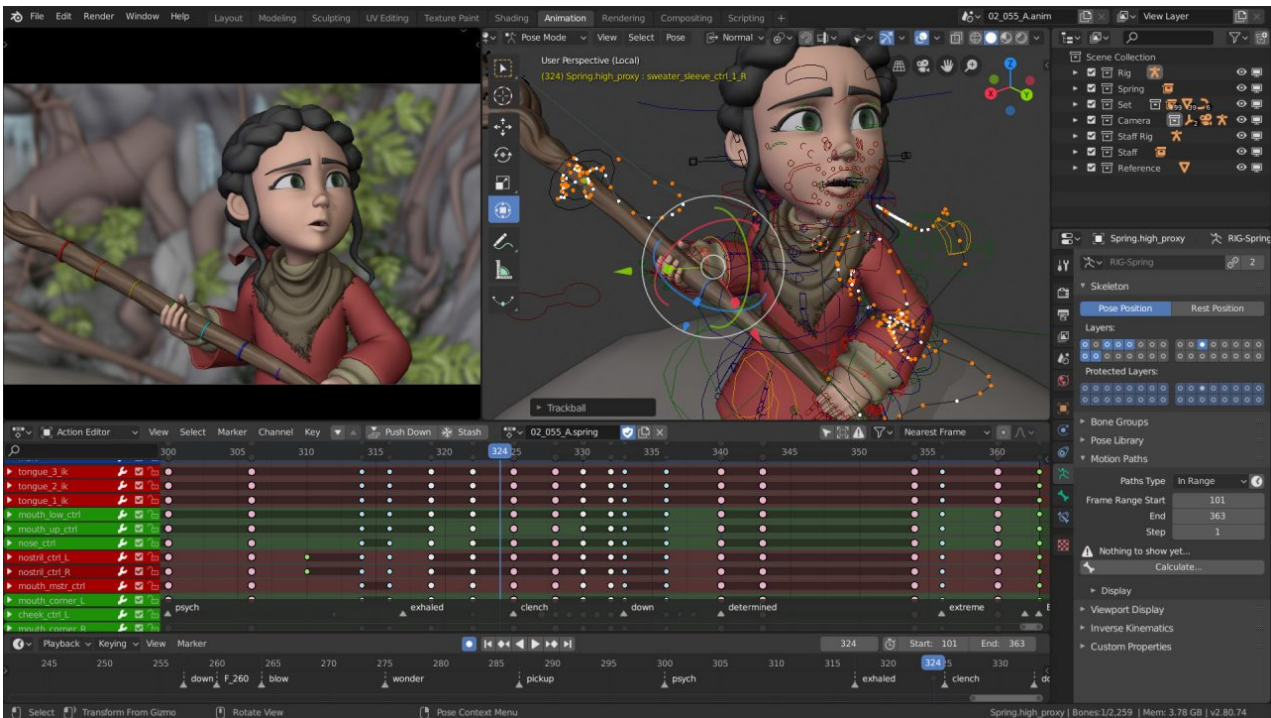 File Edit Render Window Help Layout Modeling Sculpting UV Editing Texture Paint Shading Animation Rendering Compositing Scripting + 02_055_A.anim View Layer
Pose Mode View Select Pose Normal
User Perspective (Local)
(324) Spring.high_proxy : sweater_sleeve_ctrl_1_R
Trackball
Scene Collection
Rig
Spring
Set
Camera
Staff Rig
Staff
Reference
Spring.high_proxy RIG-Spring
RIG-Spring 2
Skeleton
Pose Position Rest Position
Layers:
Protected Layers:
Bone Groups
Pose Library
Motion Paths
Paths Type In Range
Frame Range Start 101
End 363
Step 1
Nothing to show yet...
Calculate...
Display
Viewport Display
Inverse Kinematics
Custom Properties
Action Editor View Select Marker Channel Key Push Down Stash 02_055_A.spring Nearest Frame
300 305 310 315 320 324 330 335 340 345 350 355 360
tongue_3_ik
tongue_2_ik
tongue_1_ik
mouth_low_ctrl
mouth_up_ctrl
nose_ctrl
nostril_ctrl_L
nostril_ctrl_R
mouth_mstr_ctrl
mouth_corner_L
cheek_ctrl_L
mouth_corner_R
psych exhaled clench down determined extreme
Playback Keying View Marker 324 Start: 101 End: 363
245 250 255 260 265 270 275 280 285 290 295 300 305 310 315 320 324 330
down F_260 blow wonder pickup psych exhaled clench
Select Transform From Gizmo Rotate View Pose Context Menu Spring.high_proxy | Bones:1/2,259 | Mem: 3.78 GB | v2.80.74